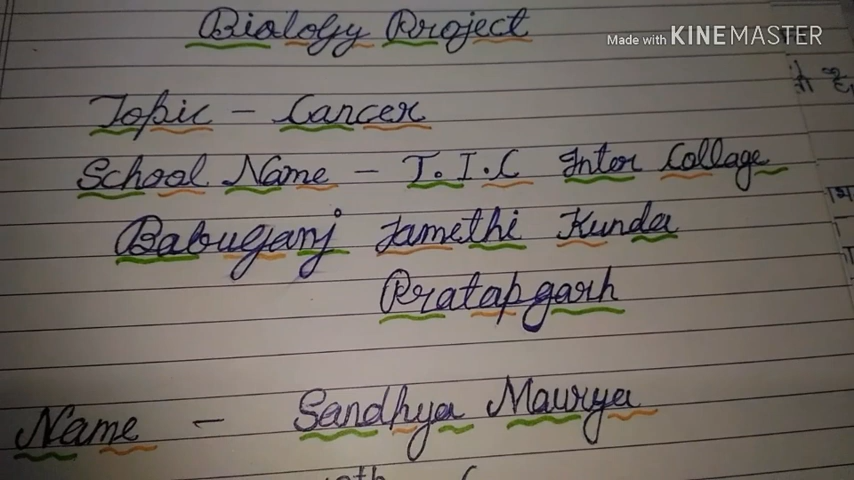 Biology Project
Made with KINEMASTER
Topic - Cancer
School Name - T.I.C Inter Collage
Babuganj Jamethi Kunda
Pratapgarh
Name - Sandhya Maurya